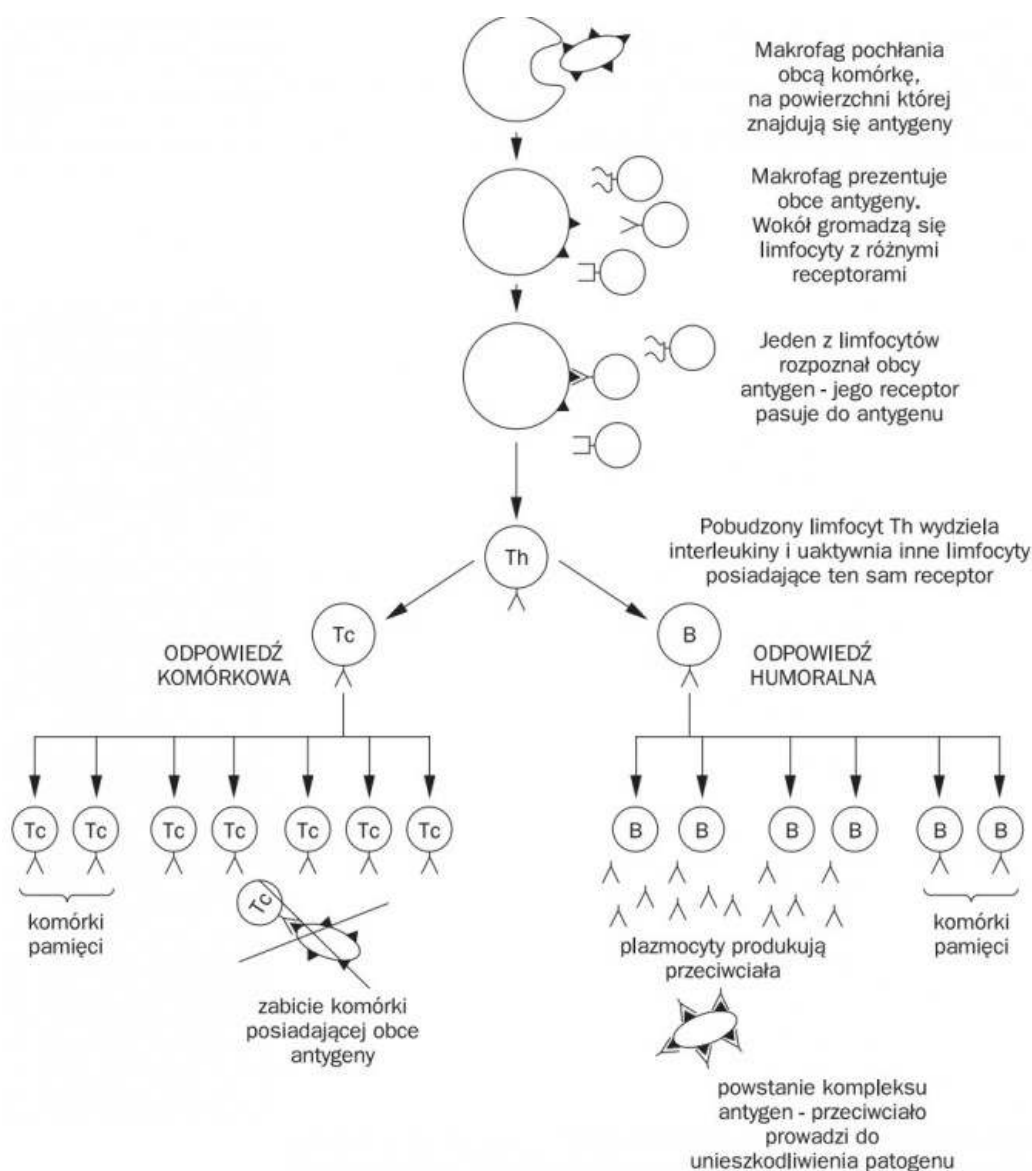 Makrofag pochłania
obcą komórkę,
na powierzchni której
znajdują się antygeny
Makrofag prezentuje
obce antygeny.
Wokół gromadzą się
limfocyty z różnymi
receptorami
Jeden z limfocytów
rozpoznał obcy
antygen - jego receptor
pasuje do antygenu
Pobudzony limfocyt Th wydziela
interleukiny i uaktywnia inne limfocyty
posiadające ten sam receptor
Th
Tc
B
ODPOWIEDŹ
KOMÓRKOWA
ODPOWIEDŹ
HUMORALNA
Tc Tc Tc Tc Tc Tc Tc
B B B B B B
komórki
pamięci
Tc
zabicie komórki
posiadającej obce
antygeny
plazmocyty produkują
przeciwciała
komórki
pamięci
powstanie kompleksu
antygen - przeciwciało
prowadzi do
unieszkodliwienia patogenu